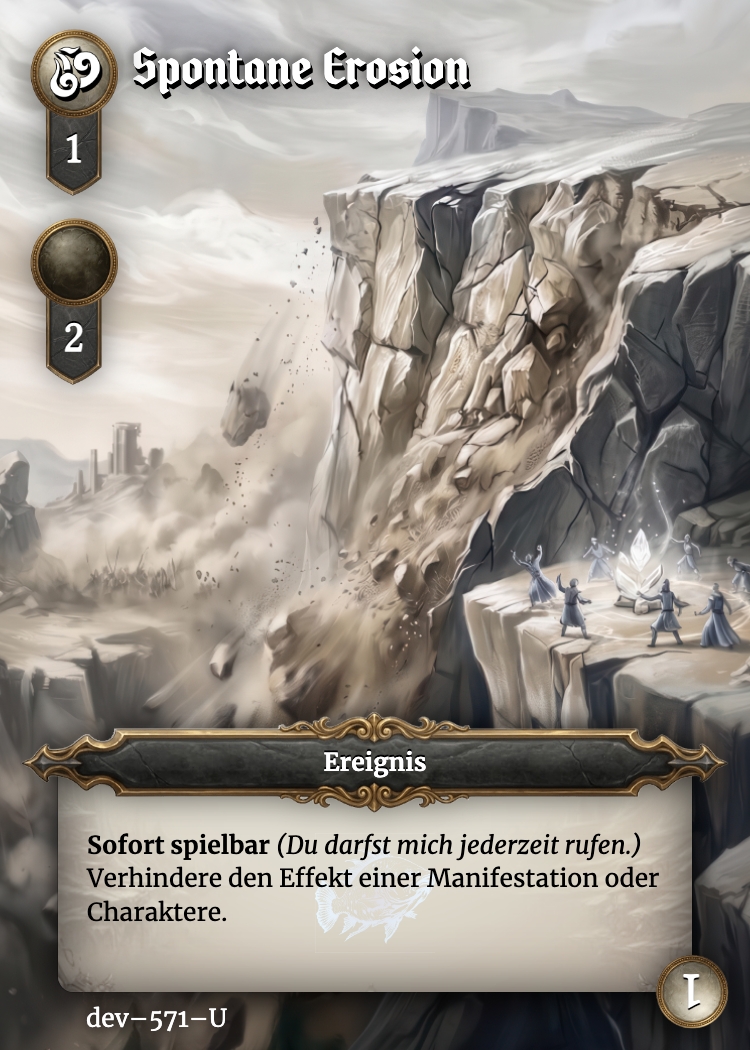 Spontane Erosion
1
2
Ereignis
Sofort spielbar (Du darfst mich jederzeit rufen.)
Verhindere den Effekt einer Manifestation oder
Charaktere.
1
dev–571–U